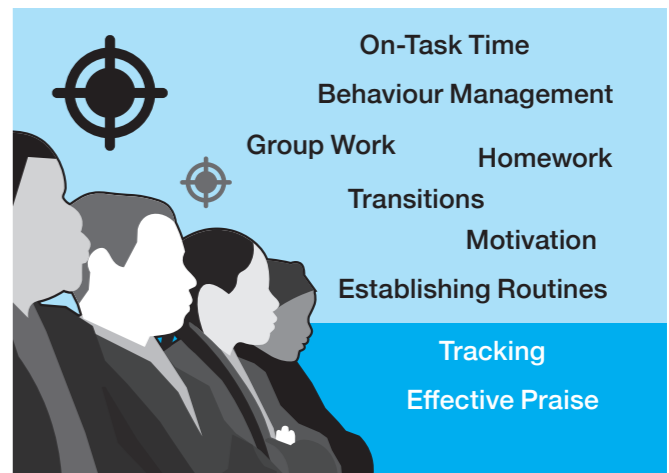 On-Task Time
Behaviour Management
Group Work
Homework
Transitions
Motivation
Establishing Routines
Tracking
Effective Praise